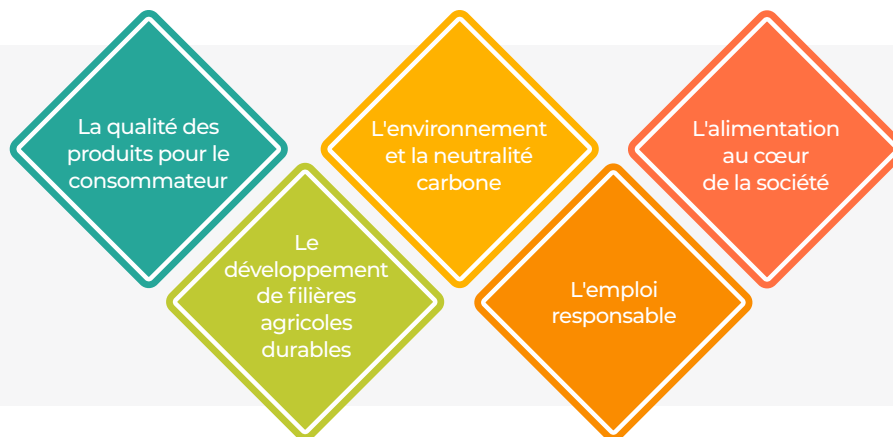 La qualité des
produits pour le
consommateur
Le
développement
de filières
agricoles
durables
L'environnement
et la neutralité
carbone
L'emploi
responsable
L'alimentation
au cœur
de la société